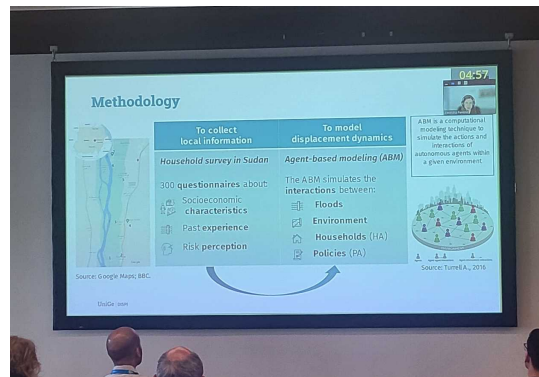 04:57
Methodology
To collect
local information
Household survey in Sudan
300 questionnaires about:
Socioeconomic
characteristics
Past experience
Risk perception
To model
displacement dynamics
Agent-based modeling (ABM)
The ABM simulates the
interactions between:
Floods
Environment
Households (HA)
Policies (PA)
ABM is a computational
modeling technique to
simulate the actions and
interactions of
autonomous agents within
a given environment
Source: Google Maps; BBC.
Source: Turrell A., 2016